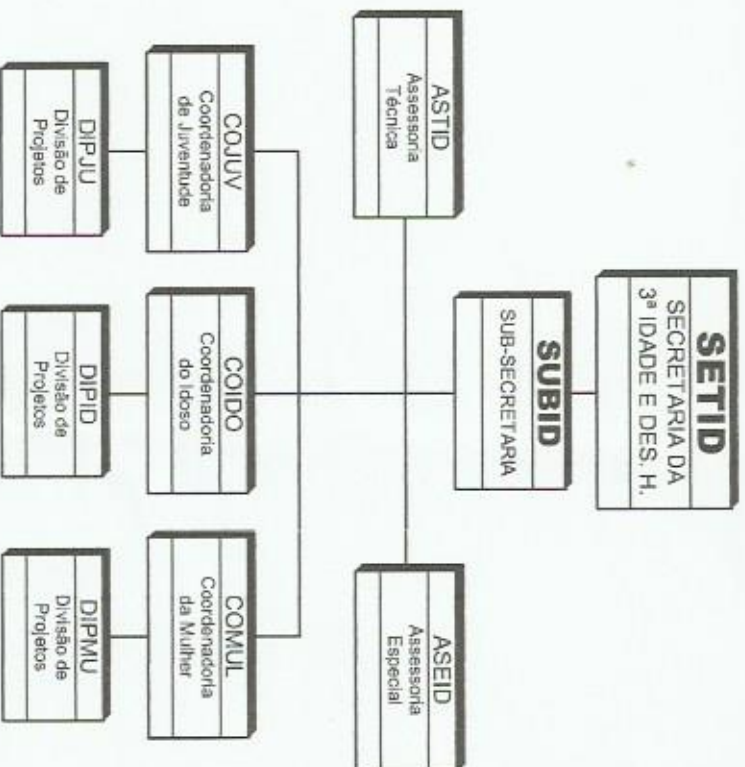 SETID
SECRETARIA DA
3ª IDADE E DES. H.
SUBID
SUB-SECRETARIA
ASTID
Assessoria
Técnica
ASEID
Assessoria
Especial
COJUV
Coordenadoria
de Juventude
COIDO
Coordenadoria
do Idoso
COMUL
Coordenadoria
da Mulher
DIPJU
Divisão de
Projetos
DIPID
Divisão de
Projetos
DIPMU
Divisão de
Projetos